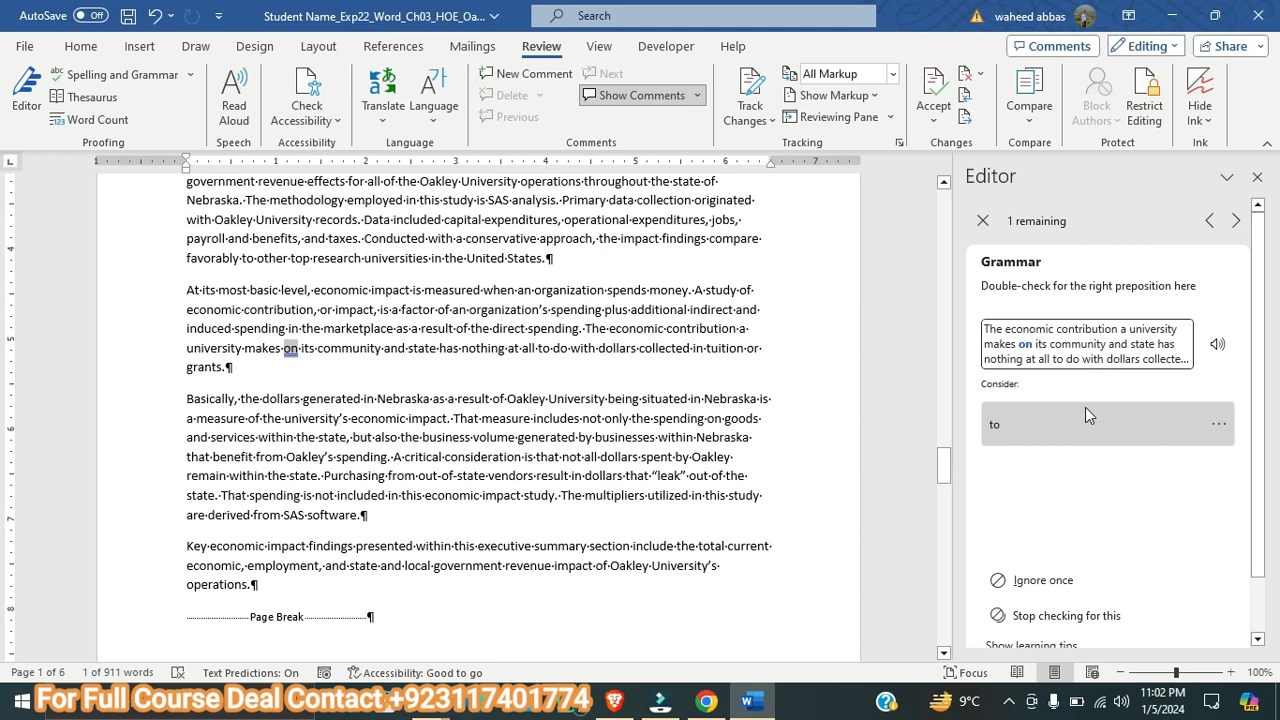 AutoSave Off Student Name_Exp22_Word_Ch03_HOE_Oa... Search waheed abbas
File Home Insert Draw Design Layout References Mailings Review View Developer Help Comments Editing Share
Editor
Spelling and Grammar
Thesaurus
Word Count
Proofing
Read Aloud
Speech
Check Accessibility
Accessibility
Translate
Language
Language
New Comment
Delete
Previous
Next
Show Comments
Comments
Track Changes
All Markup
Show Markup
Reviewing Pane
Tracking
Accept
Changes
Compare
Compare
Block Authors
Restrict Editing
Protect
Hide Ink
Ink
1 1 2 3 4 5 6 7
government·revenue·effects·for·all·of·the·Oakley·University·operations·throughout·the·state·of·
Nebraska.·The·methodology·employed·in·this·study·is·SAS·analysis.·Primary·data·collection·originated·
with·Oakley·University·records.·Data·included·capital·expenditures,·operational·expenditures,·jobs,·
payroll·and·benefits,·and·taxes.·Conducted·with·a·conservative·approach,·the·impact·findings·compare·
favorably·to·other·top·research·universities·in·the·United·States.¶
At·its·most·basic·level,·economic·impact·is·measured·when·an·organization·spends·money.·A·study·of·
economic·contribution,·or·impact,·is·a·factor·of·an·organization’s·spending·plus·additional·indirect·and·
induced·spending·in·the·marketplace·as·a·result·of·the·direct·spending.·The·economic·contribution·a·
university·makes·on·its·community·and·state·has·nothing·at·all·to·do·with·dollars·collected·in·tuition·or·
grants.¶
Basically,·the·dollars·generated·in·Nebraska·as·a·result·of·Oakley·University·being·situated·in·Nebraska·is·
a·measure·of·the·university’s·economic·impact.·That·measure·includes·not·only·the·spending·on·goods·
and·services·within·the·state,·but·also·the·business·volume·generated·by·businesses·within·Nebraska·
that·benefit·from·Oakley’s·spending.·A·critical·consideration·is·that·not·all·dollars·spent·by·Oakley·
remain·within·the·state.·Purchasing·from·out-of-state·vendors·result·in·dollars·that·“leak”·out·of·the·
state.·That·spending·is·not·included·in·this·economic·impact·study.·The·multipliers·utilized·in·this·study·
are·derived·from·SAS·software.¶
Key·economic·impact·findings·presented·within·this·executive·summary·section·include·the·total·current·
economic,·employment,·and·state·and·local·government·revenue·impact·of·Oakley·University’s·
operations.¶
Page Break ¶
4
5
7
8
Editor
1 remaining
Grammar
Double-check for the right preposition here
The economic contribution a university
makes on its community and state has
nothing at all to do with dollars collecte...
Consider:
to ...
Ignore once
Stop checking for this
Show learning tips
Page 1 of 6 1 of 911 words Text Predictions: On Accessibility: Good to go Focus 100%
For Full Course Deal Contact +923117401774
9°C
11:02 PM
1/5/2024